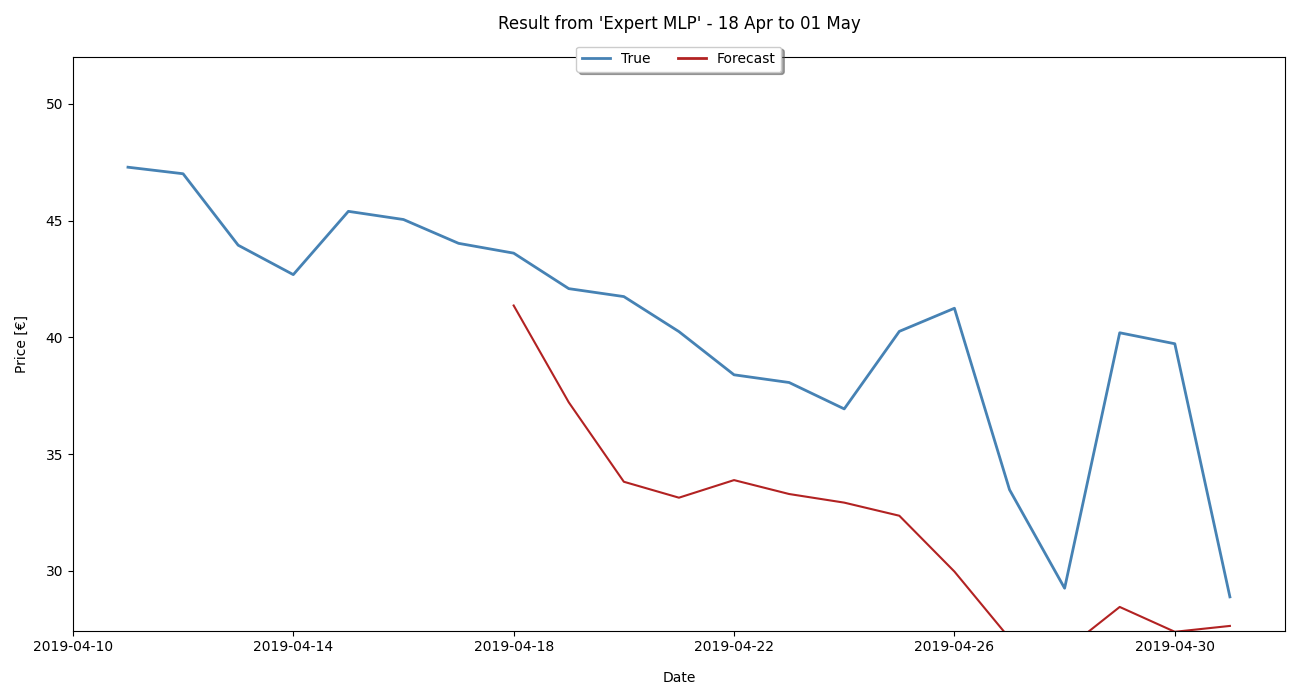 Result from 'Expert MLP' - 18 Apr to 01 May
True Forecast
50
45
40
35
30
Price [€]
2019-04-10 2019-04-14 2019-04-18 2019-04-22 2019-04-26 2019-04-30
Date